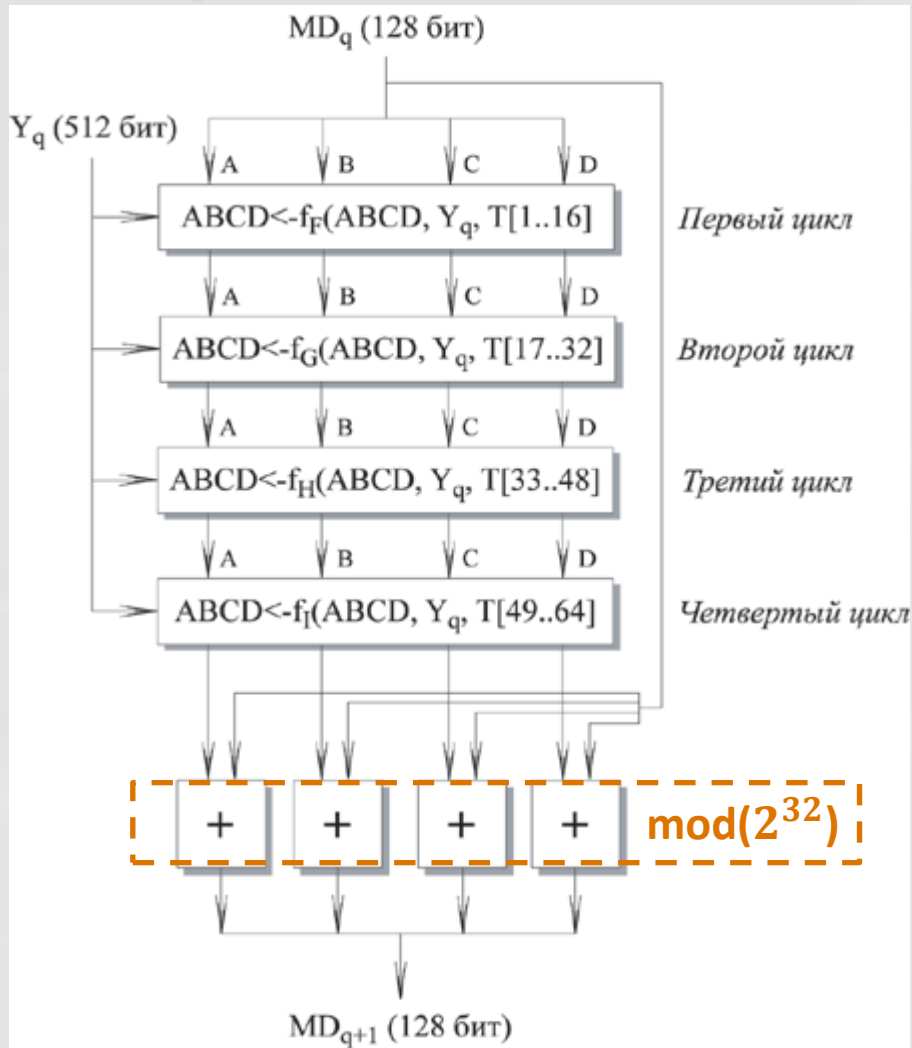 MD_q (128 бит)
Y_q (512 бит)
A B C D
ABCD<-f_F(ABCD, Y_q, T[1..16]
Первый цикл
A B C D
ABCD<-f_G(ABCD, Y_q, T[17..32]
Второй цикл
A B C D
ABCD<-f_H(ABCD, Y_q, T[33..48]
Третий цикл
A B C D
ABCD<-f_I(ABCD, Y_q, T[49..64]
Четвертый цикл
+ + + + mod(2^32)
MD_q+1 (128 бит)